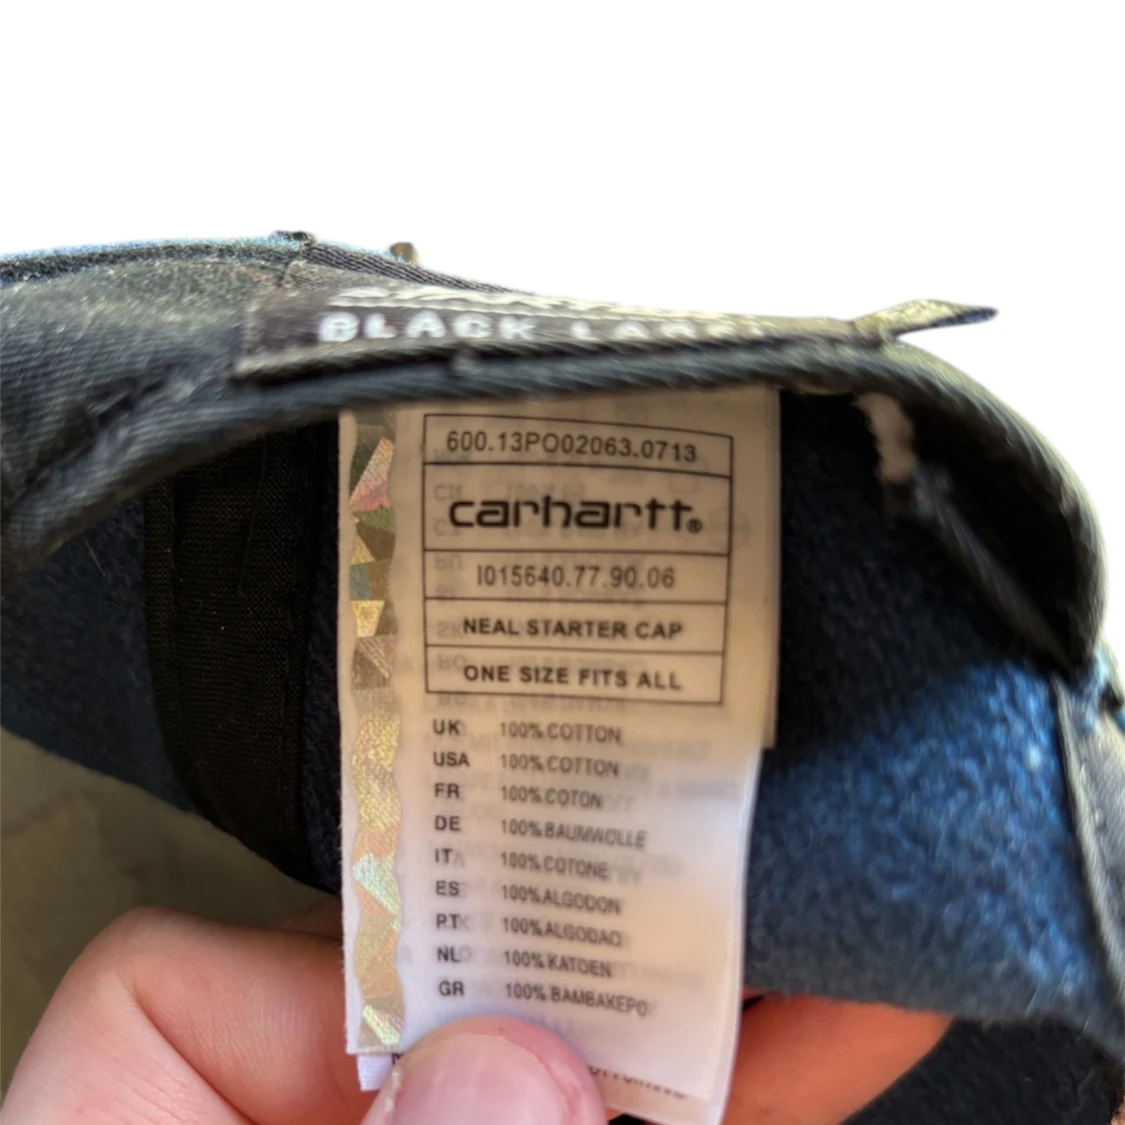 BLACK LABEL
600.13PO02063.0713
carhartt®
I015640.77.90.06
NEAL STARTER CAP
ONE SIZE FITS ALL
UK 100% COTTON
USA 100% COTTON
FR 100% COTON
DE 100% BAUMWOLLE
IT 100% COTONE
ES 100% ALGODON
PT 100% ALGODAO
NL 100% KATOEN
GR 100% BAMBAKEPO